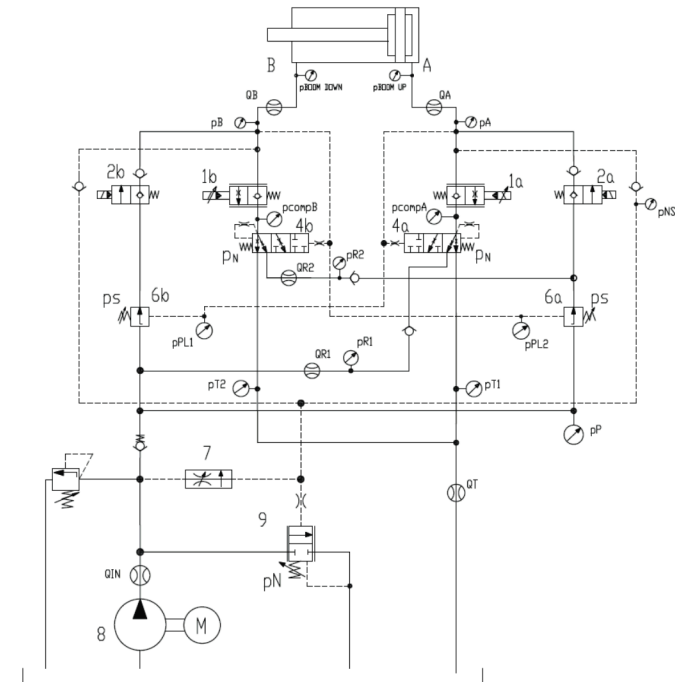 B A
pBOOM DOWN pBOOM UP
QB QA
pB pA
2b 1b 1a 2a
pcompB pcompA
pNS
4b 4a
pN pR2 pN
QR2
ps 6b 6a ps
pPL1 pPL2
QR1 pR1
pT2 pT1
pP
7
QT
9
QIN pN
8 M